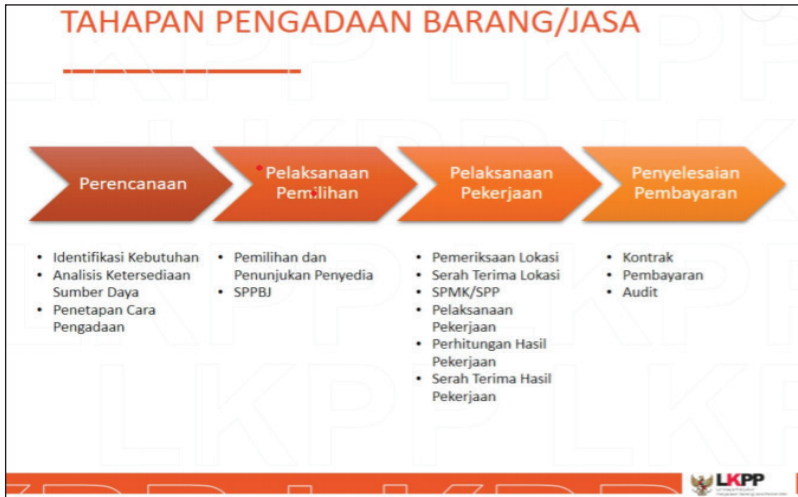 TAHAPAN PENGADAAN BARANG/JASA
Perencanaan
• Identifikasi Kebutuhan
• Analisis Ketersediaan
Sumber Daya
• Penetapan Cara
Pengadaan
Pelaksanaan
Pemilihan
• Pemilihan dan
Penunjukan Penyedia
• SPPBJ
Pelaksanaan
Pekerjaan
• Pemeriksaan Lokasi
• Serah Terima Lokasi
• SPMK/SPP
• Pelaksanaan
Pekerjaan
• Perhitungan Hasil
Pekerjaan
• Serah Terima Hasil
Pekerjaan
Penyelesaian
Pembayaran
• Kontrak
• Pembayaran
• Audit
LKPP